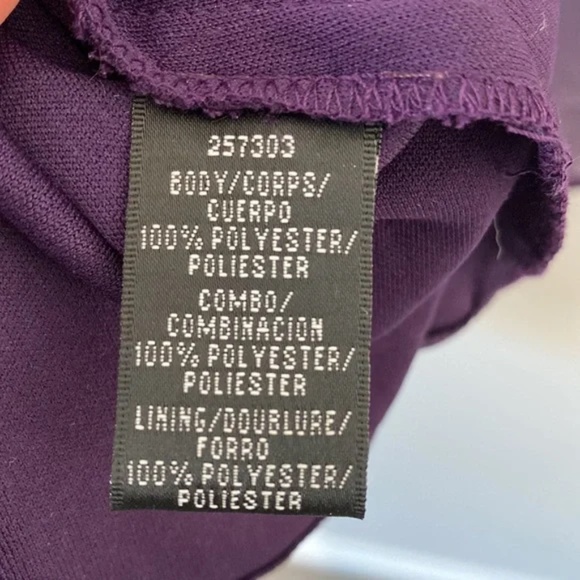 257303
BODY/CORPS/
CUERPO
100% POLYESTER/
POLIESTER
COMBO/
COMBINACION
100% POLYESTER/
POLIESTER
LINING/DOUBLURE/
FORRO
100% POLYESTER/
POLIESTER